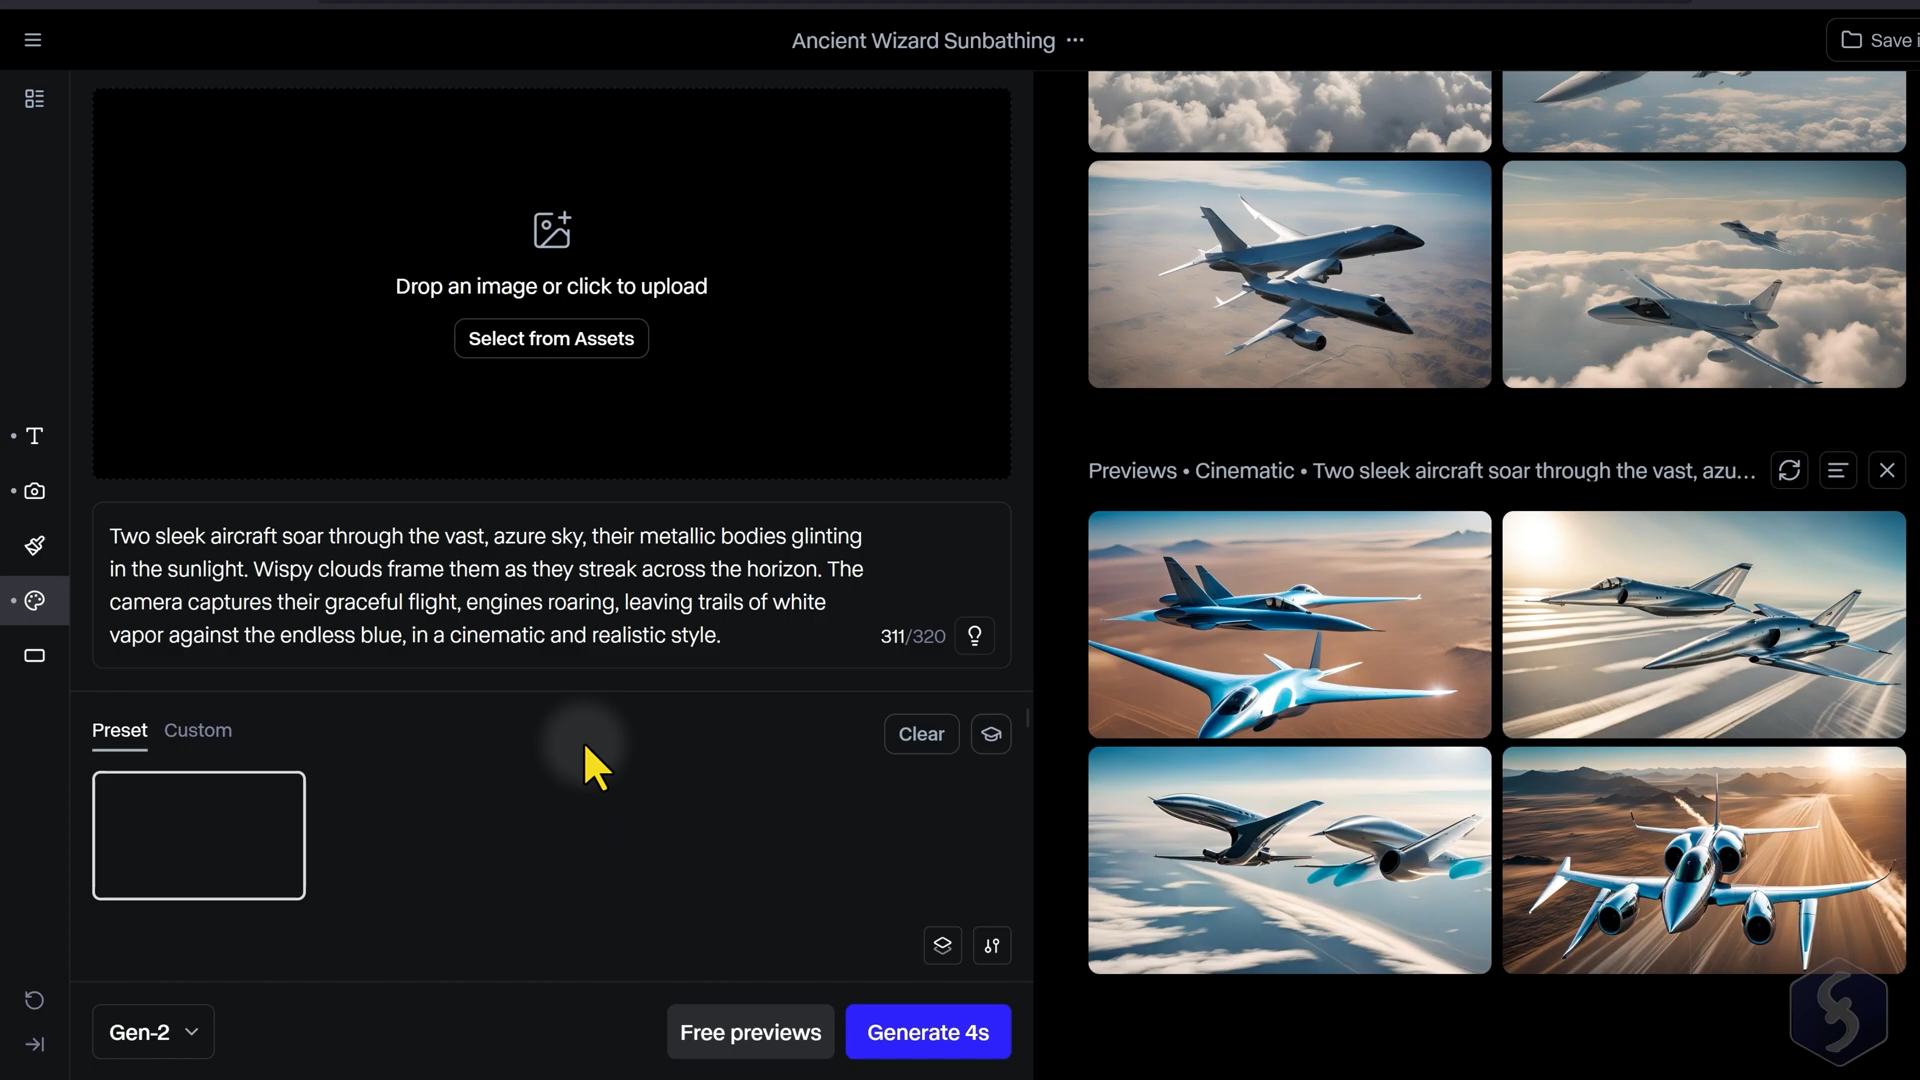 Ancient Wizard Sunbathing ...
Save i
Drop an image or click to upload
Select from Assets
Two sleek aircraft soar through the vast, azure sky, their metallic bodies glinting
in the sunlight. Wispy clouds frame them as they streak across the horizon. The
camera captures their graceful flight, engines roaring, leaving trails of white
vapor against the endless blue, in a cinematic and realistic style.
311/320
Preset Custom
Clear
Gen-2
Free previews
Generate 4s
Previews • Cinematic • Two sleek aircraft soar through the vast, azu...